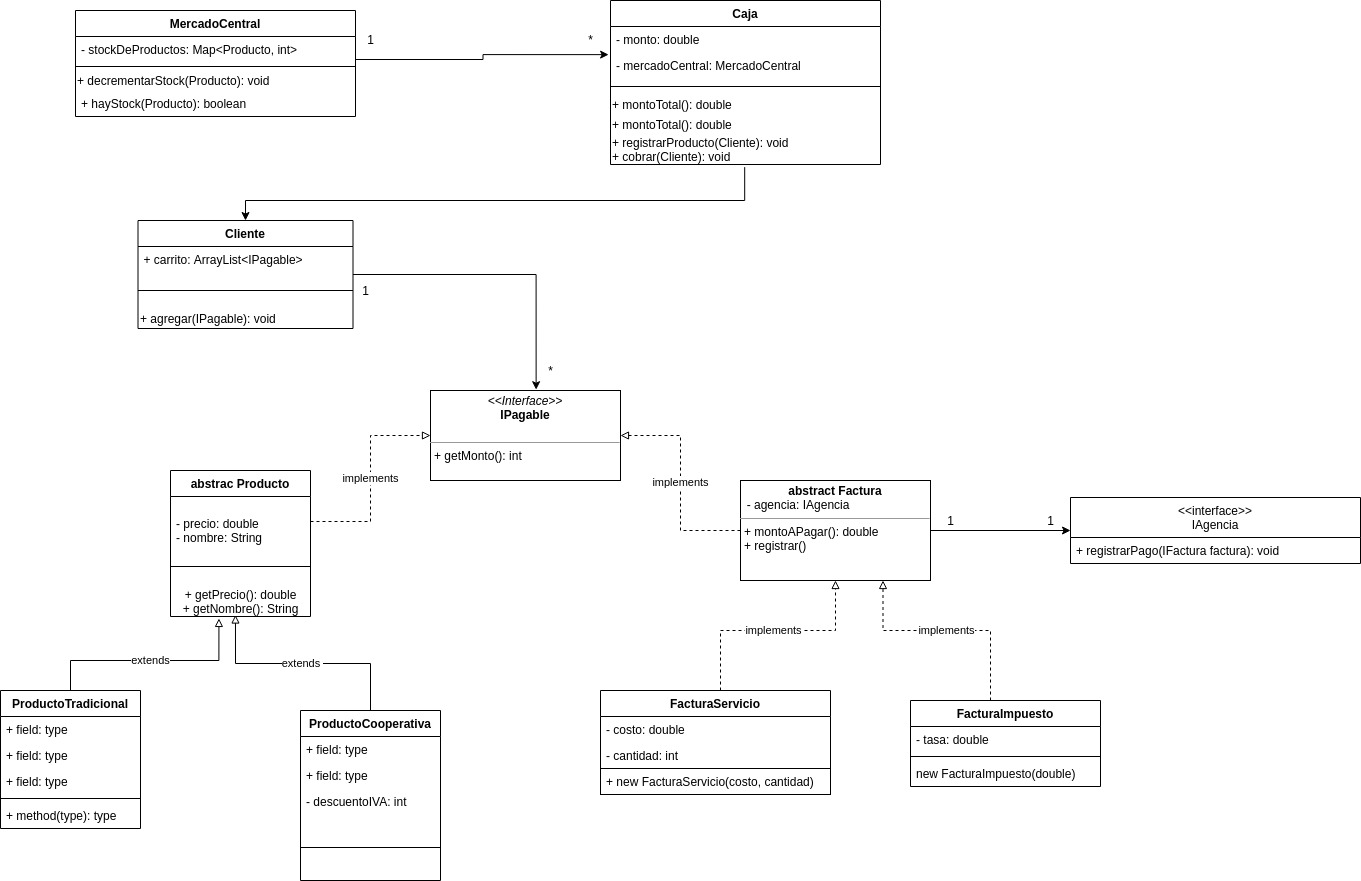 MercadoCentral
- stockDeProductos: Map<Producto, int>
+ decrementarStock(Producto): void
+ hayStock(Producto): boolean
1
*
Caja
- monto: double
- mercadoCentral: MercadoCentral
+ montoTotal(): double
+ montoTotal(): double
+ registrarProducto(Cliente): void
+ cobrar(Cliente): void
Cliente
+ carrito: ArrayList<IPagable>
+ agregar(IPagable): void
1
*
<<Interface>>
IPagable
+ getMonto(): int
implements
implements
abstrac Producto
- precio: double
- nombre: String
+ getPrecio(): double
+ getNombre(): String
abstract Factura
- agencia: IAgencia
+ montoAPagar(): double
+ registrar()
1
1
<<interface>>
IAgencia
+ registrarPago(IFactura factura): void
extends
extends
implements
implements
ProductoTradicional
+ field: type
+ field: type
+ field: type
+ method(type): type
ProductoCooperativa
+ field: type
+ field: type
- descuentoIVA: int
FacturaServicio
- costo: double
- cantidad: int
+ new FacturaServicio(costo, cantidad)
FacturaImpuesto
- tasa: double
new FacturaImpuesto(double)